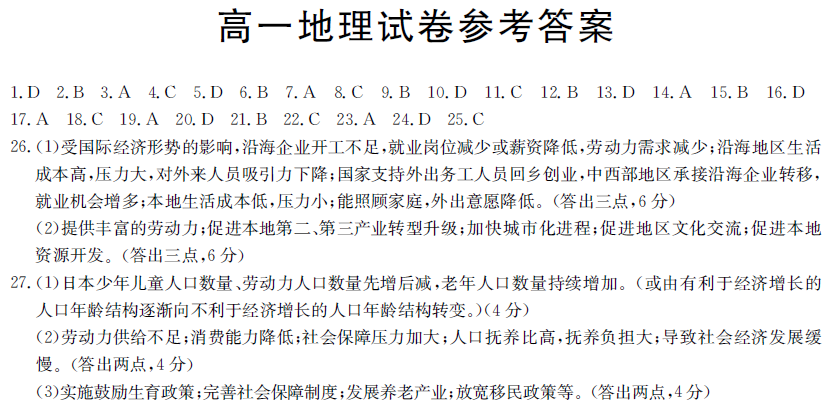 高一地理试卷参考答案
1.D 2.B 3.A 4.C 5.D 6.B 7.A 8.C 9.B 10.D 11.C 12.B 13.D 14.A 15.B 16.D
17.A 18.C 19.A 20.D 21.B 22.C 23.A 24.D 25.C
26.(1)受国际经济形势的影响,沿海企业开工不足,就业岗位减少或薪资降低,劳动力需求减少;沿海地区生活
成本高,压力大,对外来人员吸引力下降;国家支持外出务工人员回乡创业,中西部地区承接沿海企业转移,
就业机会增多;本地生活成本低,压力小;能照顾家庭,外出意愿降低。(答出三点,6分)
(2)提供丰富的劳动力;促进本地第二、第三产业转型升级;加快城市化进程;促进地区文化交流;促进本地
资源开发。(答出三点,6分)
27.(1)日本少年儿童人口数量、劳动力人口数量先增后减,老年人口数量持续增加。(或由有利于经济增长的
人口年龄结构逐渐向不利于经济增长的人口年龄结构转变。)(4分)
(2)劳动力供给不足;消费能力降低;社会保障压力加大;人口抚养比高,抚养负担大;导致社会经济发展缓
慢。(答出两点,4分)
(3)实施鼓励生育政策;完善社会保障制度;发展养老产业;放宽移民政策等。(答出两点,4分)